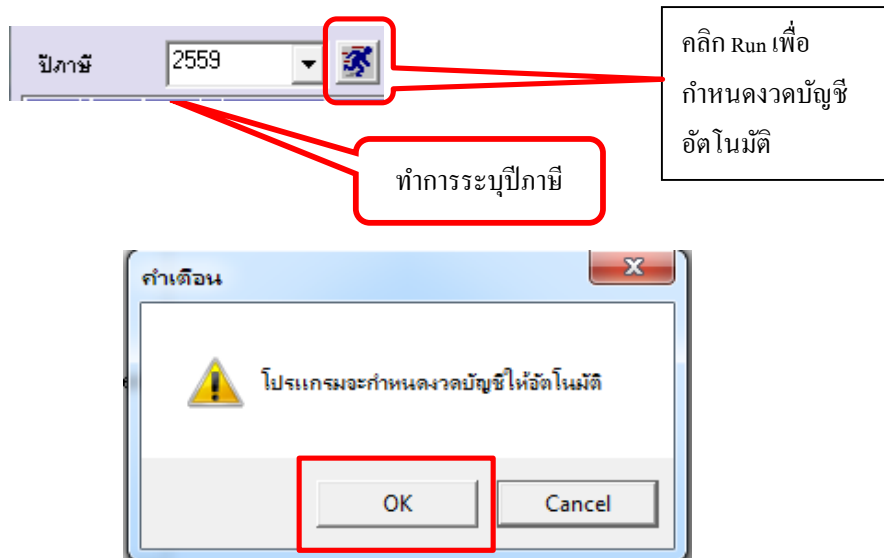 ปีภาษี 2559
คลิก Run เพื่อ
กำหนดงวดบัญชี
อัตโนมัติ
ทำการระบุปีภาษี
คำเตือน
โปรแกรมจะกำหนดงวดบัญชีให้อัตโนมัติ
OK Cancel